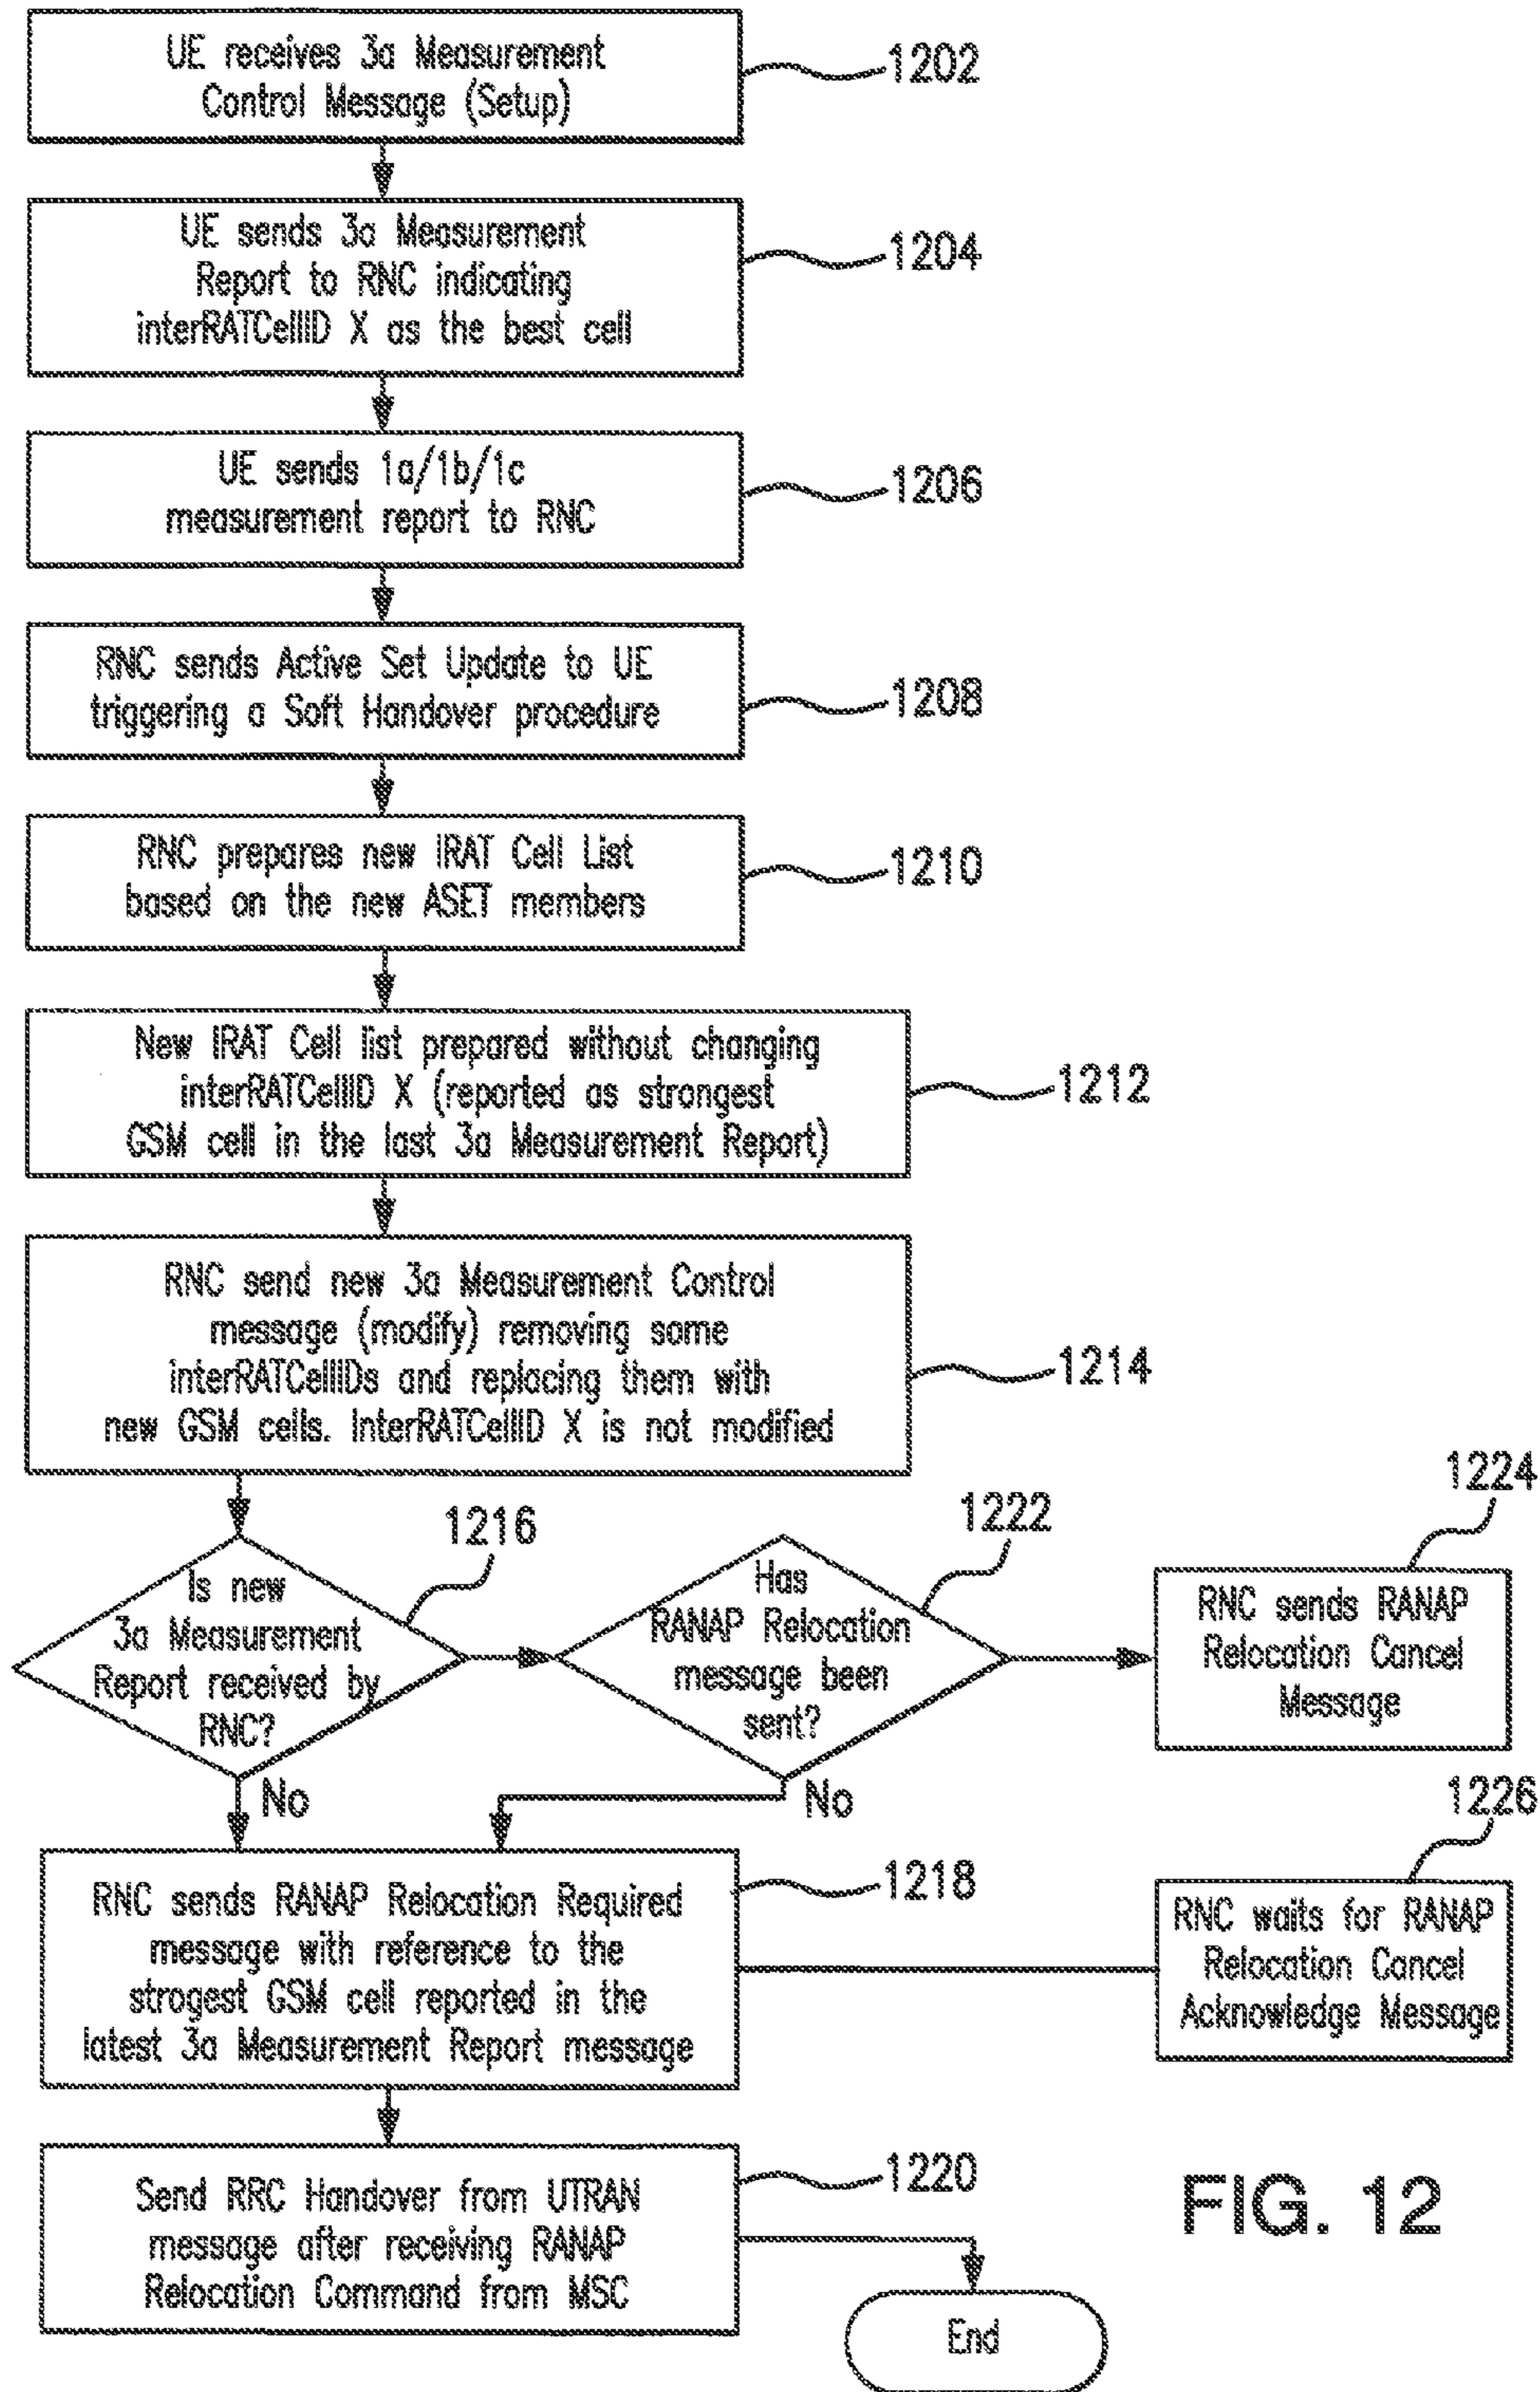 UE receives 3a Measurement
Control Message (Setup)
1202
UE sends 3a Measurement
Report to RNC indicating
interRATCellID X as the best cell
1204
UE sends 1a/1b/1c
measurement report to RNC
1206
RNC sends Active Set Update to UE
triggering a Soft Handover procedure
1208
RNC prepares new IRAT Cell List
based on the new ASET members
1210
New IRAT Cell list prepared without changing
interRATCellID X (reported as strongest
GSM cell in the last 3a Measurement Report)
1212
RNC send new 3a Measurement Control
message (modify) removing some
interRATCellIDs and replacing them with
new GSM cells. InterRATCellID X is not modified
1214
Is new
3a Measurement
Report received by
RNC?
1216
No
Has
RANAP Relocation
message been
sent?
1222
No
RNC sends RANAP
Relocation Cancel
Message
1224
RNC sends RANAP Relocation Required
message with reference to the
strogest GSM cell reported in the
latest 3a Measurement Report message
1218
RNC waits for RANAP
Relocation Cancel
Acknowledge Message
1226
Send RRC Handover from UTRAN
message after receiving RANAP
Relocation Command from MSC
1220
End
FIG. 12